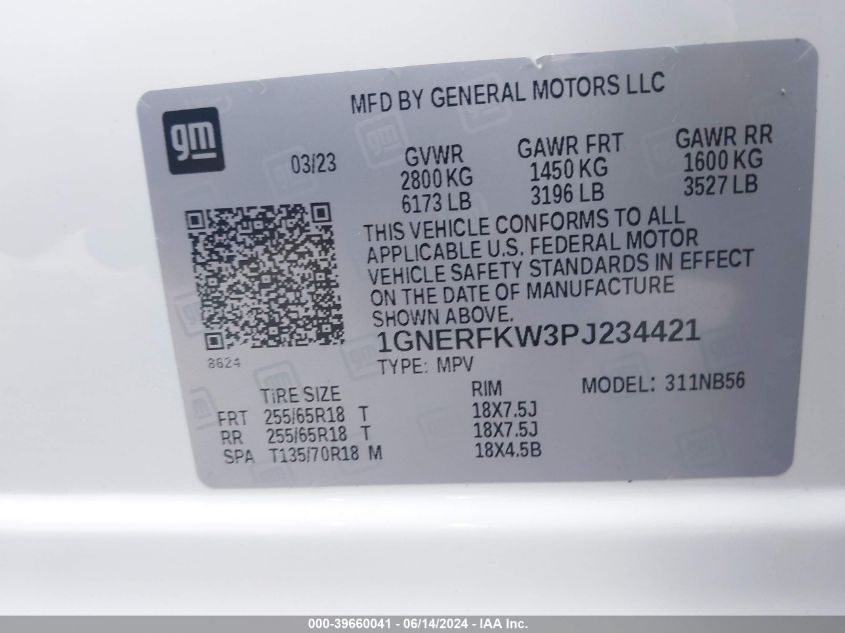 MFD BY GENERAL MOTORS LLC
gm
03/23
GVWR GAWR FRT GAWR RR
2800 KG 1450 KG 1600 KG
6173 LB 3196 LB 3527 LB
THIS VEHICLE CONFORMS TO ALL
APPLICABLE U.S. FEDERAL MOTOR
VEHICLE SAFETY STANDARDS IN EFFECT
ON THE DATE OF MANUFACTURE
SHOWN ABOVE.
1GNERFKW3PJ234421
8624
TYPE: MPV
MODEL: 311NB56
TIRE SIZE RIM
FRT 255/65R18 T 18X7.5J
RR 255/65R18 T 18X7.5J
SPA T135/70R18 M 18X4.5B
000-39660041 - 06/14/2024 - IAA Inc.